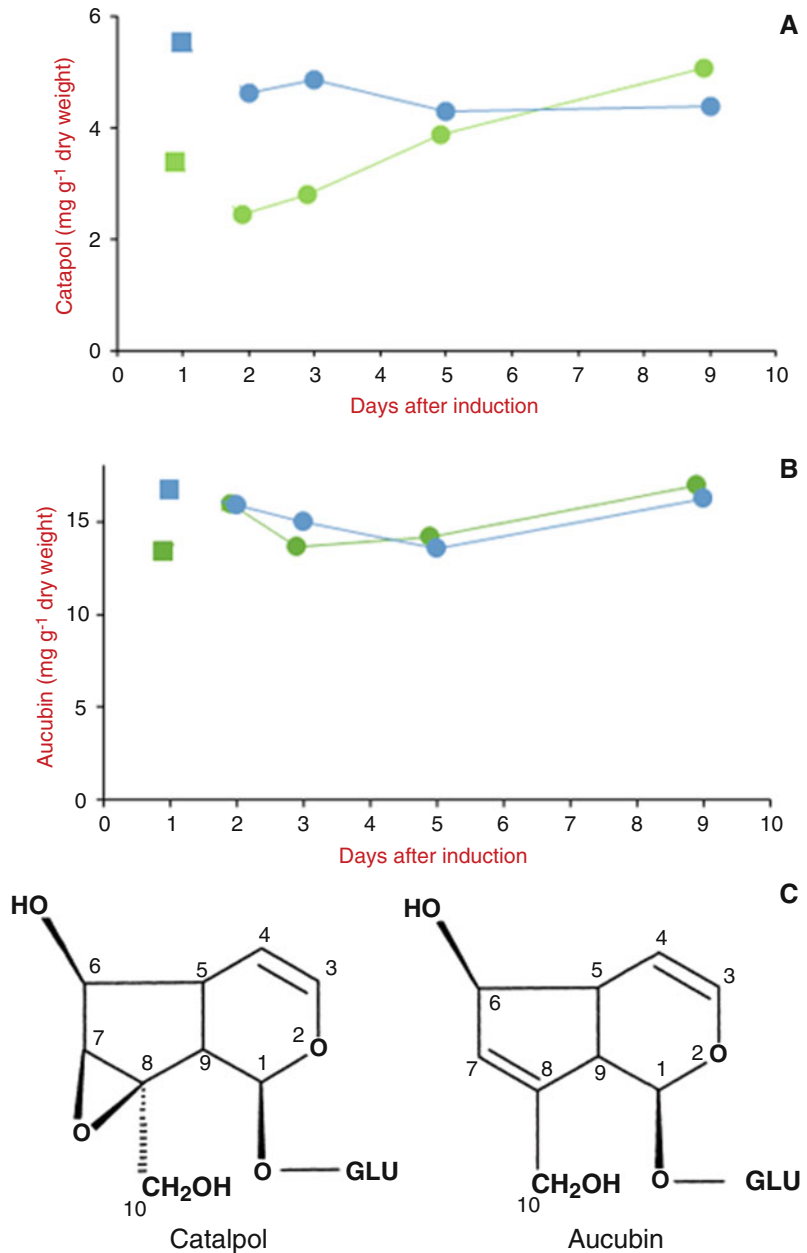 A
Catapol (mg g-1 dry weight)
6
4
2
0
0 1 2 3 4 5 6 7 8 9 10
Days after induction
B
Aucubin (mg g-1 dry weight)
15
10
5
0
0 1 2 3 4 5 6 7 8 9 10
Days after induction
C
HO
4
3
6 5
2 O
7 8 9 1
O
CH2OH
10
O GLU
Catalpol
HO
4
3
5
6
2 O
7 8 9 1
CH2OH
10
O GLU
Aucubin